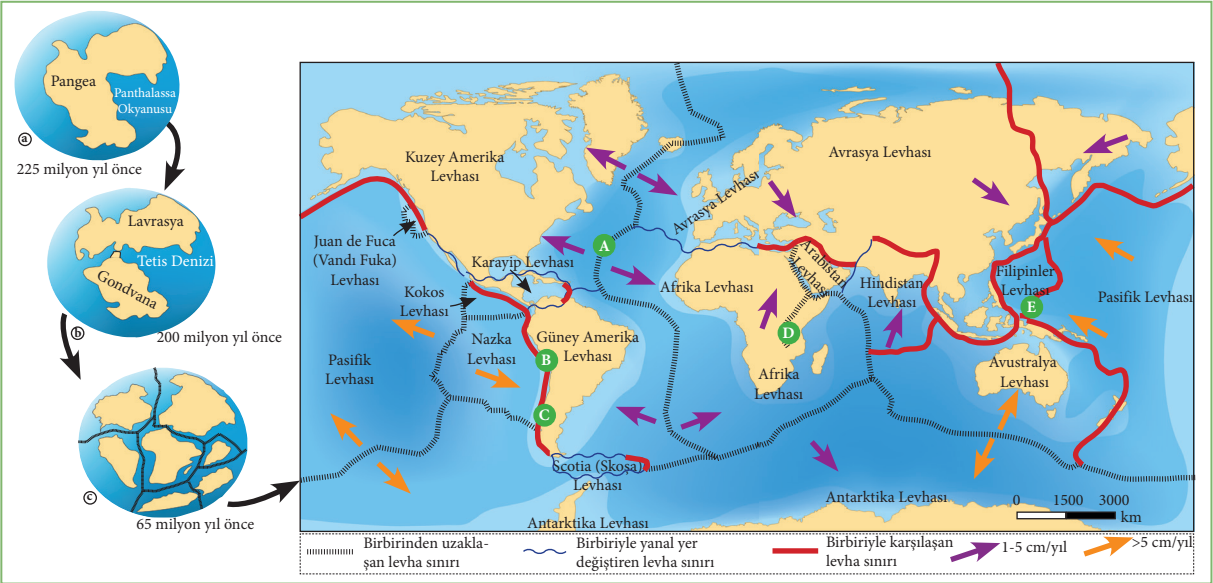 Pangea
Panthalassa
Okyanusu
a
225 milyon yıl önce
Lavrasya
Tetis Denizi
Gondvana
b
200 milyon yıl önce
c
65 milyon yıl önce
Kuzey Amerika
Levhası
Avrasya Levhası
Avrasya Levhası
Juan de Fuca
(Vandı Fuka)
Levhası
A
Karayip Levhası
Arabistan
Levhası
Kokos
Levhası
Afrika Levhası
Hindistan
Levhası
Filipinler
Levhası
E
Pasifik Levhası
Nazka
Levhası
Güney Amerika
Levhası
B
D
Pasifik
Levhası
Afrika
Levhası
Avustralya
Levhası
C
Scotia (Skoşa)
Levhası
Antarktika Levhası
Antarktika Levhası
0 1500 3000
km
Birbirinden uzakla-
şan levha sınırı
Birbiriyle yanal yer
değiştiren levha sınırı
Birbiriyle karşılaşan
levha sınırı
1-5 cm/yıl
>5 cm/yıl